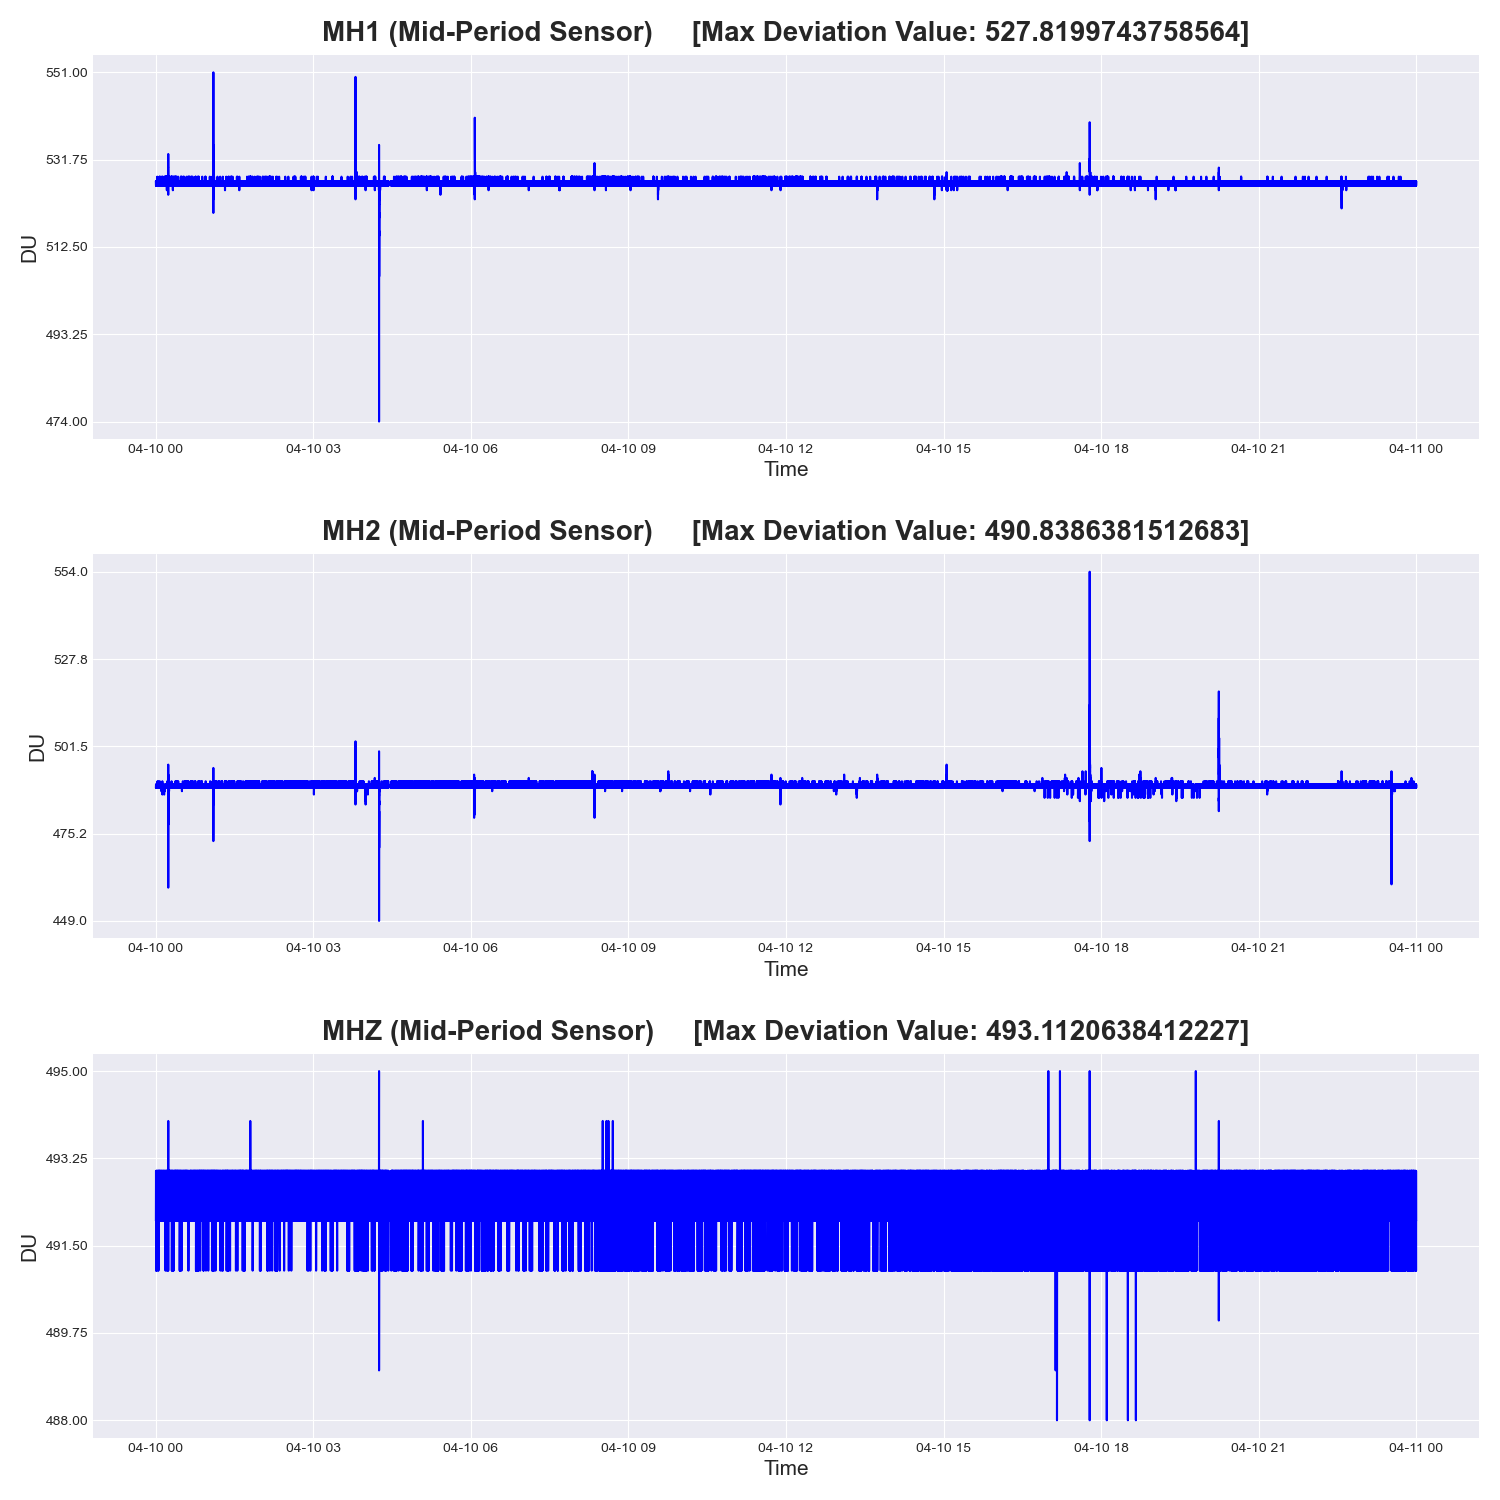 MH1 (Mid-Period Sensor) [Max Deviation Value: 527.8199743758564]
551.00
531.75
512.50
493.25
474.00
DU
04-10 00 04-10 03 04-10 06 04-10 09 04-10 12 04-10 15 04-10 18 04-10 21 04-11 00
Time
MH2 (Mid-Period Sensor) [Max Deviation Value: 490.8386381512683]
554.0
527.8
501.5
475.2
449.0
DU
04-10 00 04-10 03 04-10 06 04-10 09 04-10 12 04-10 15 04-10 18 04-10 21 04-11 00
Time
MHZ (Mid-Period Sensor) [Max Deviation Value: 493.1120638412227]
495.00
493.25
491.50
489.75
488.00
DU
04-10 00 04-10 03 04-10 06 04-10 09 04-10 12 04-10 15 04-10 18 04-10 21 04-11 00
Time